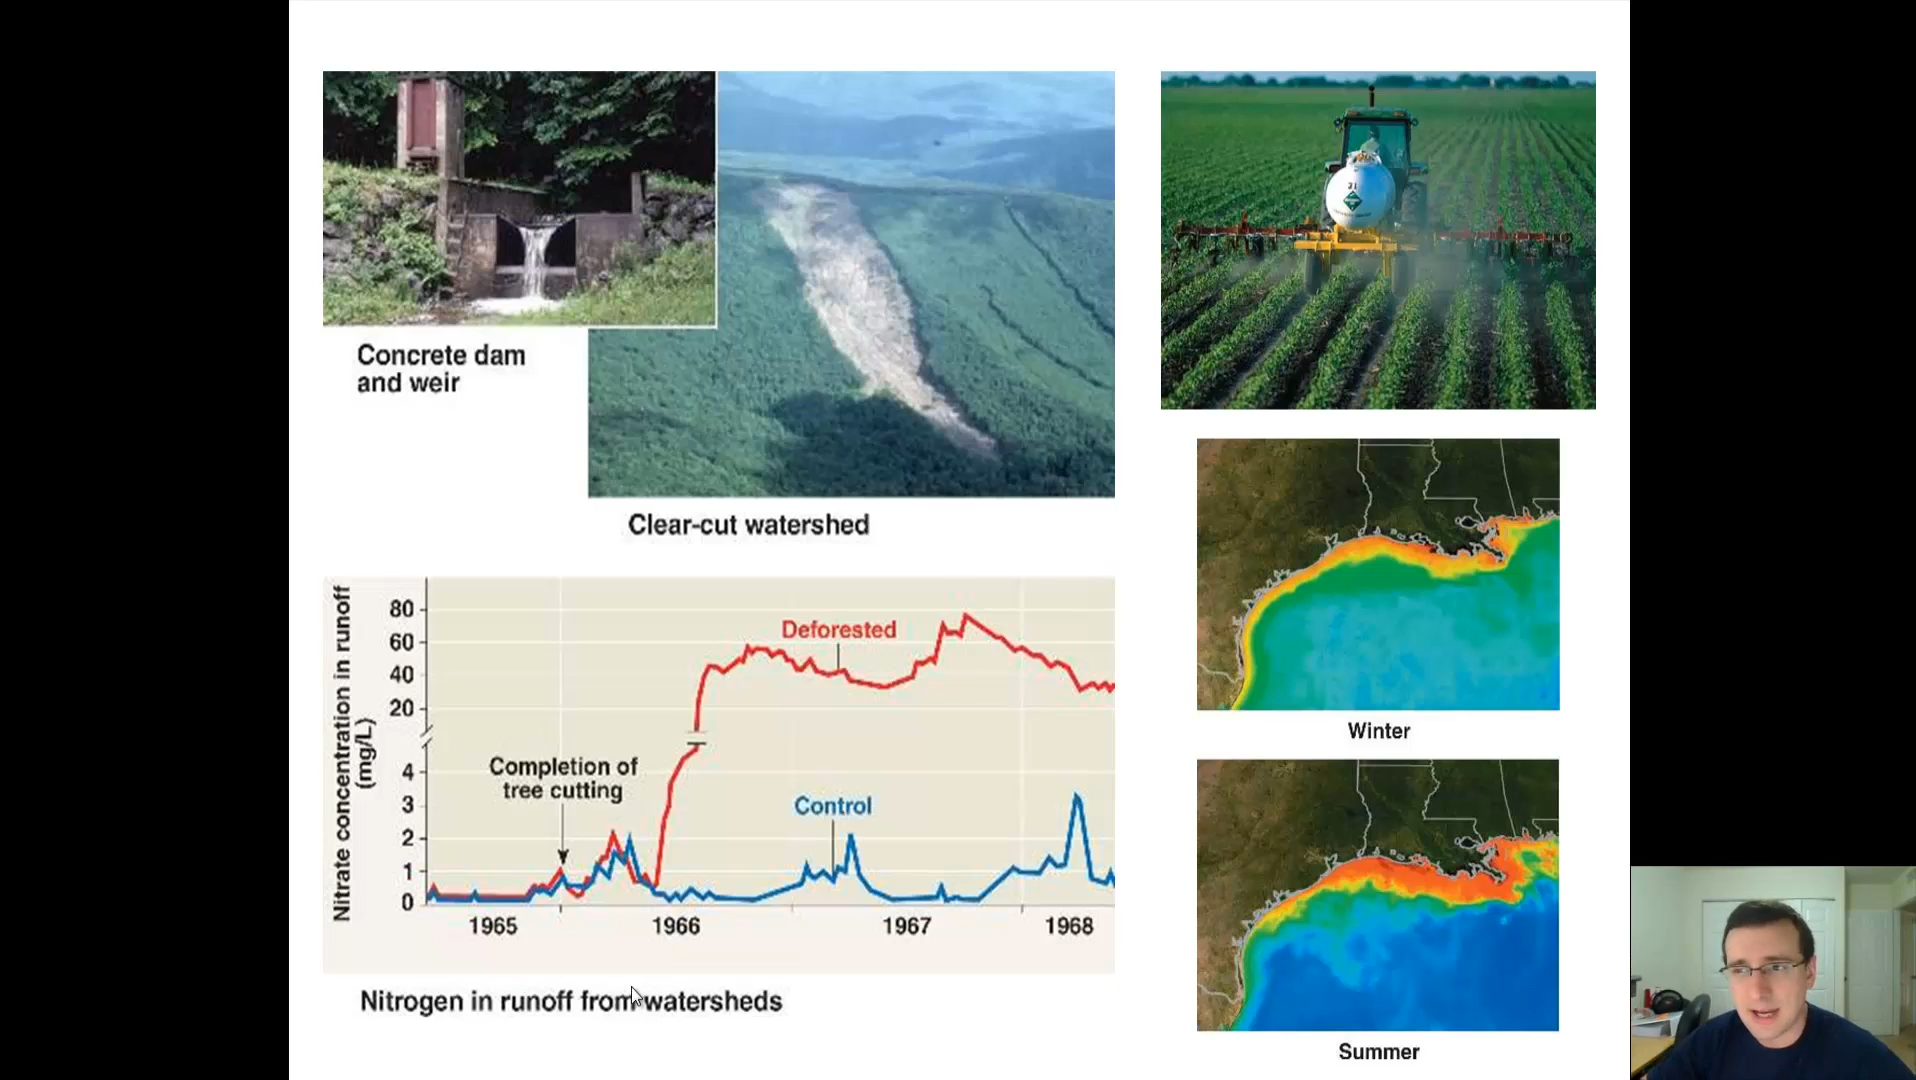 Concrete dam
and weir
Clear-cut watershed
Nitrate concentration in runoff
(mg/L)
80
60
40
20
4
3
2
1
0
Deforested
Completion of
tree cutting
Control
1965
1966
1967
1968
Nitrogen in runoff from watersheds
31
Winter
Summer